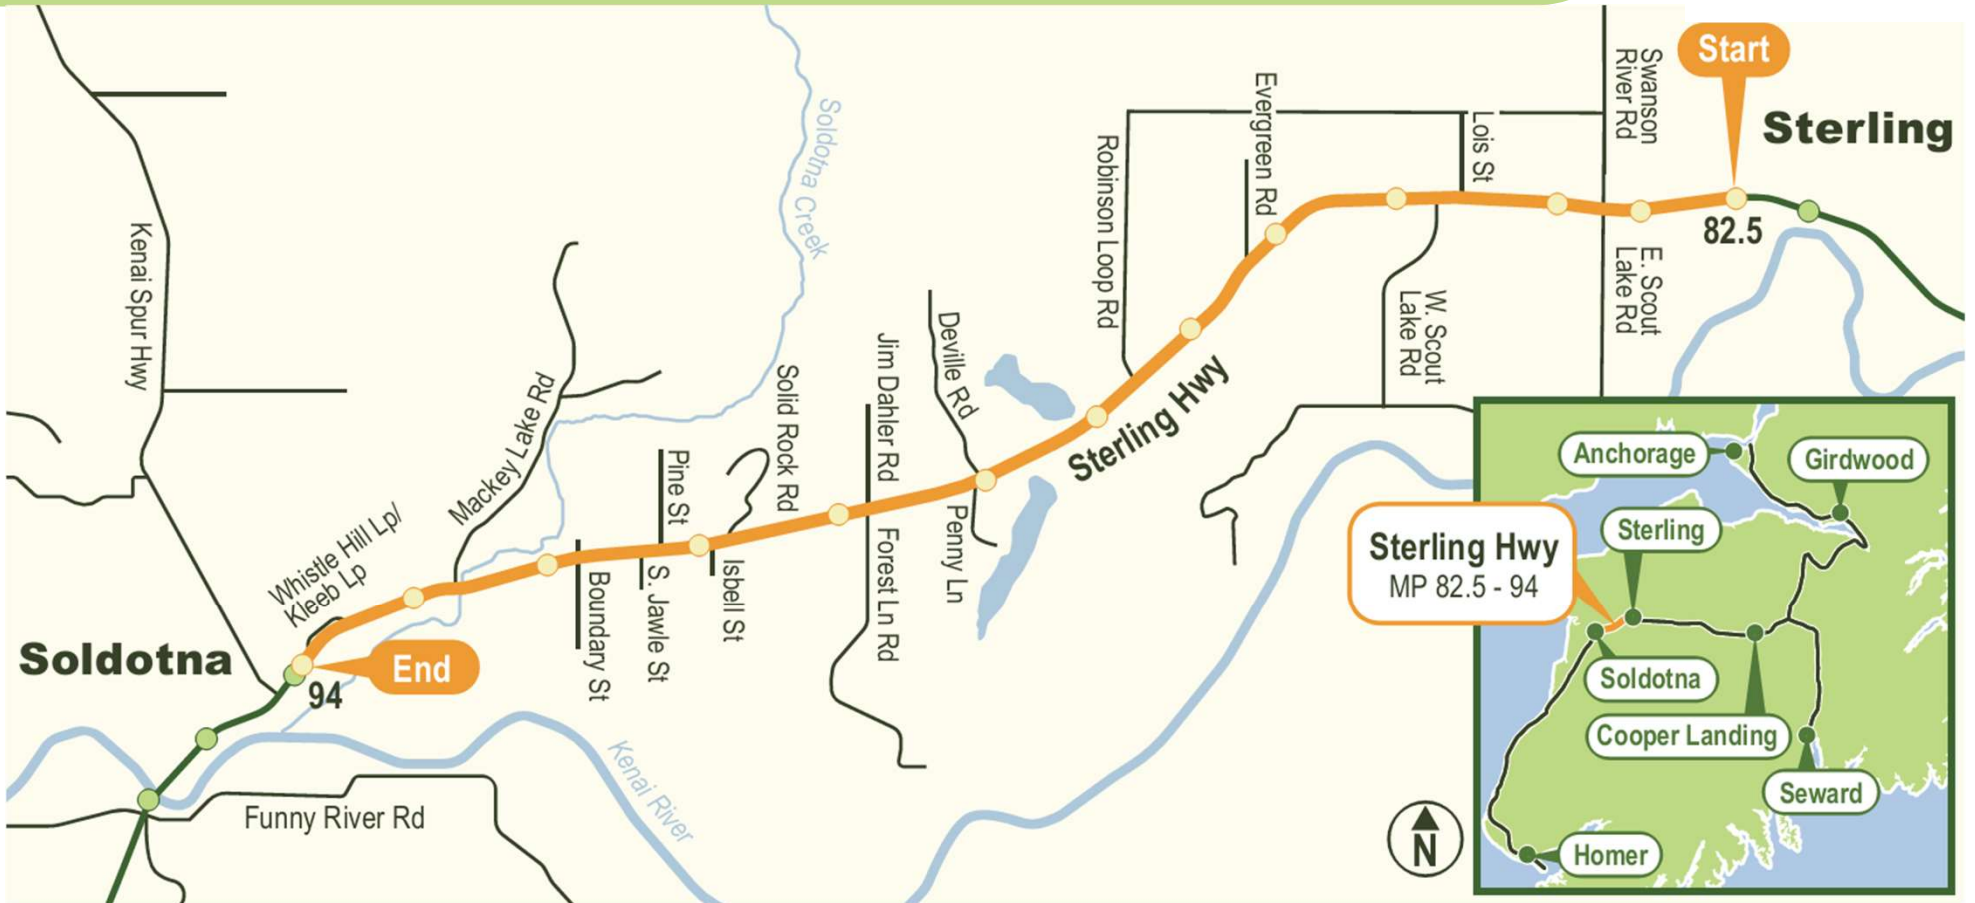 Start
Sterling
82.5
Swanson
River Rd
E. Scout
Lake Rd
Lois St
W. Scout
Lake Rd
Evergreen Rd
Robinson Loop Rd
Sterling Hwy
Deville Rd
Penny Ln
Jim Dahler Rd
Forest Ln Rd
Solid Rock Rd
Isbell St
Pine St
S. Jawle St
Boundary St
Soldotna Creek
Mackey Lake Rd
Whistle Hill Lp/
Kleeb Lp
Kenai Spur Hwy
Soldotna
End
94
Funny River Rd
Kenai River
N
Anchorage
Girdwood
Sterling
Sterling Hwy
MP 82.5 - 94
Soldotna
Cooper Landing
Seward
Homer